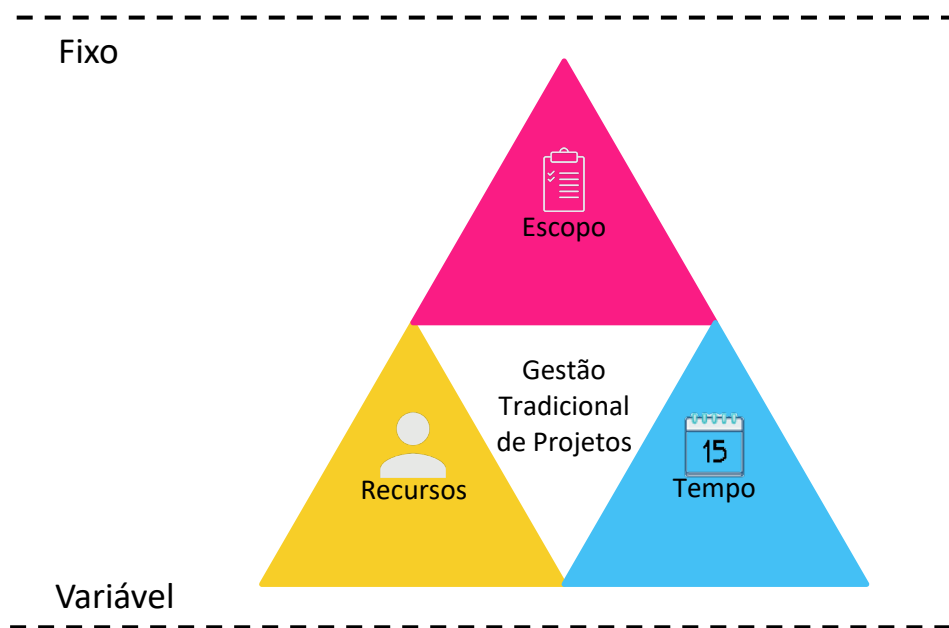 Fixo
Escopo
Gestão
Tradicional
de Projetos
15
Recursos
Tempo
Variável